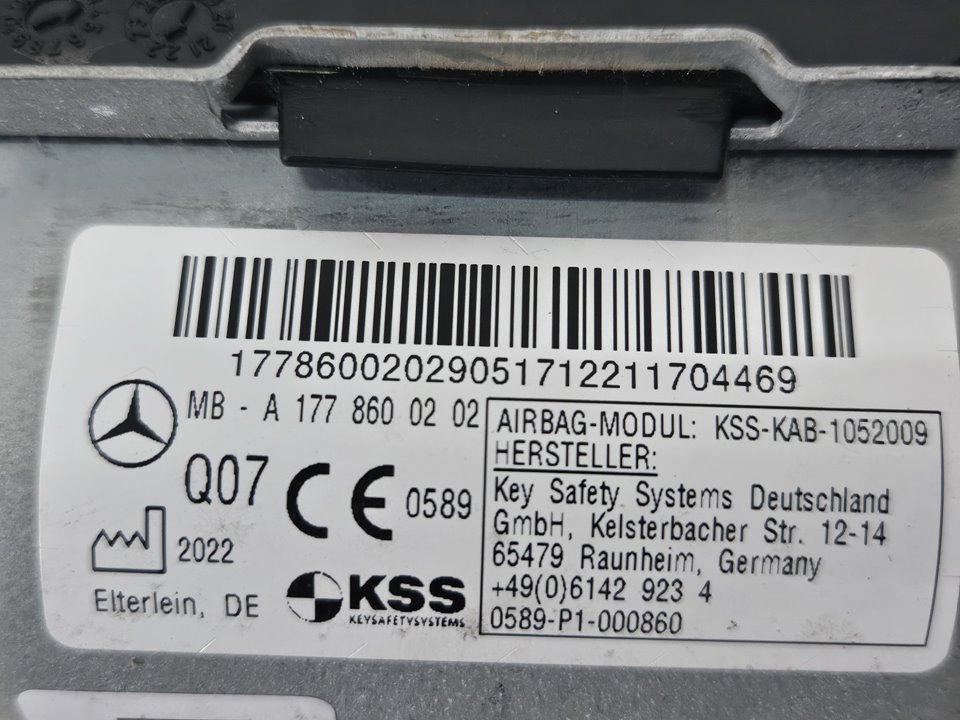 1778600202905171221170​4469
MB - A 177 860 02 02
Q07
CE 0589
2022
Elterlein, DE
KSS
KEYSAFETYSYSTEMS
AIRBAG-MODUL: KSS-KAB-1052009
HERSTELLER:
Key Safety Systems Deutschland
GmbH, Kelsterbacher Str. 12-14
65479 Raunheim, Germany
+49(0)6142 923 4
0589-P1-000860